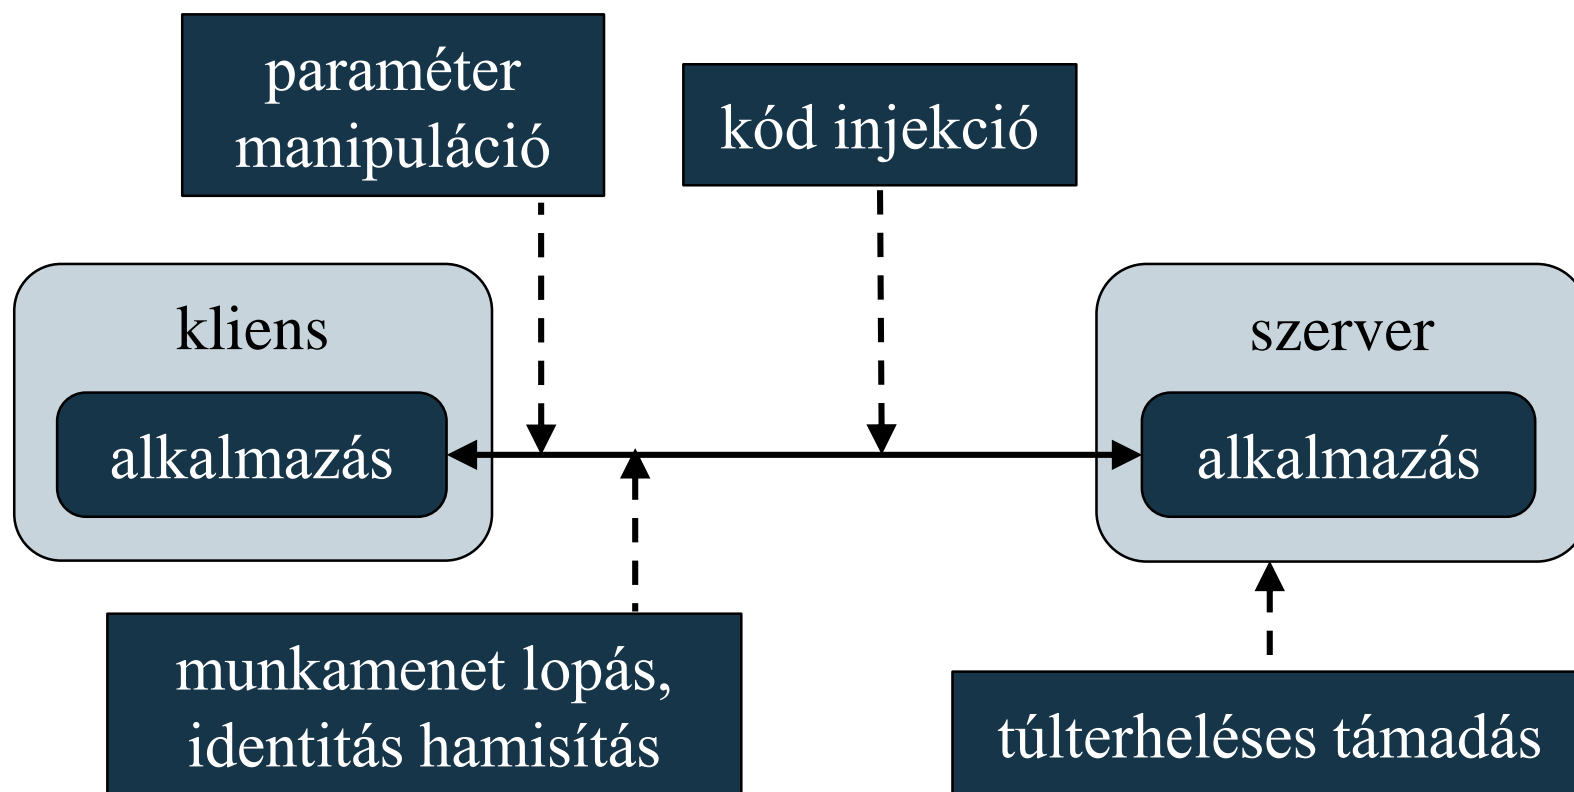 paraméter
manipuláció
kód injekció
kliens
szerver
alkalmazás
alkalmazás
munkamenet lopás,
identitás hamisítás
túlterheléses támadás